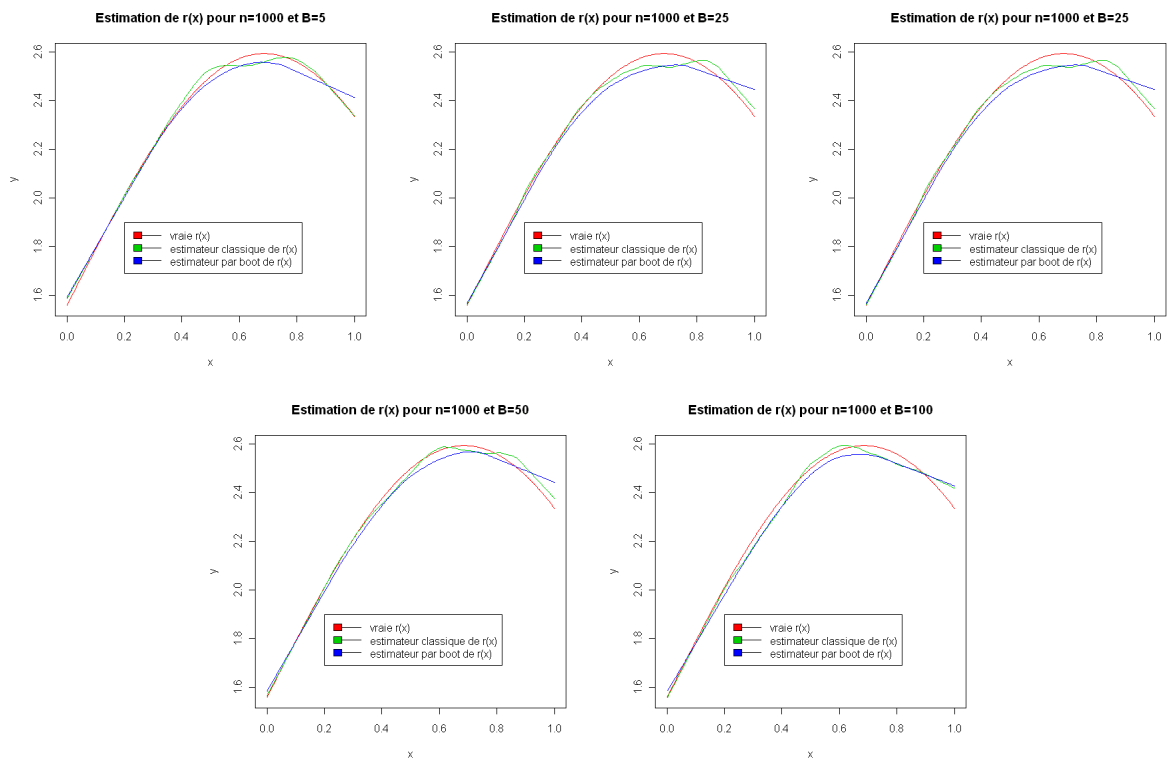 Estimation de r(x) pour n=1000 et B=5
2.6
2.4
2.2
2.0
1.8
1.6
y
vraie r(x)
estimateur classique de r(x)
estimateur par boot de r(x)
0.0 0.2 0.4 0.6 0.8 1.0
x
Estimation de r(x) pour n=1000 et B=25
2.6
2.4
2.2
2.0
1.8
1.6
y
vraie r(x)
estimateur classique de r(x)
estimateur par boot de r(x)
0.0 0.2 0.4 0.6 0.8 1.0
x
Estimation de r(x) pour n=1000 et B=25
2.6
2.4
2.2
2.0
1.8
1.6
y
vraie r(x)
estimateur classique de r(x)
estimateur par boot de r(x)
0.0 0.2 0.4 0.6 0.8 1.0
x
Estimation de r(x) pour n=1000 et B=50
2.6
2.4
2.2
2.0
1.8
1.6
y
vraie r(x)
estimateur classique de r(x)
estimateur par boot de r(x)
0.0 0.2 0.4 0.6 0.8 1.0
x
Estimation de r(x) pour n=1000 et B=100
2.6
2.4
2.2
2.0
1.8
1.6
y
vraie r(x)
estimateur classique de r(x)
estimateur par boot de r(x)
0.0 0.2 0.4 0.6 0.8 1.0
x